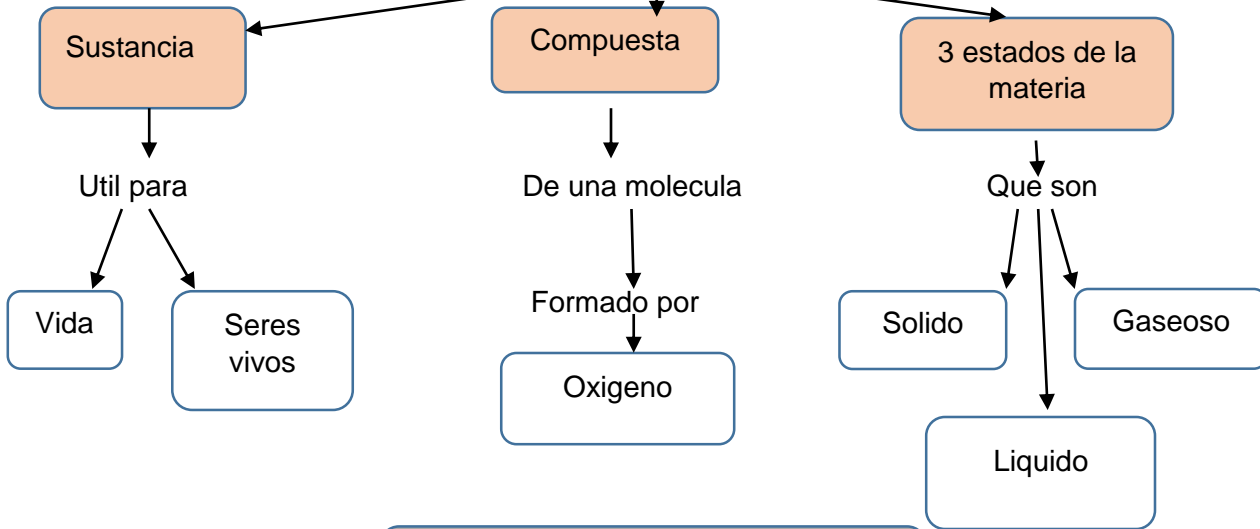 Sustancia
Compuesta
3 estados de la
materia
Util para
De una molecula
Que son
Vida
Seres
vivos
Formado por
Oxigeno
Solido
Gaseoso
Liquido